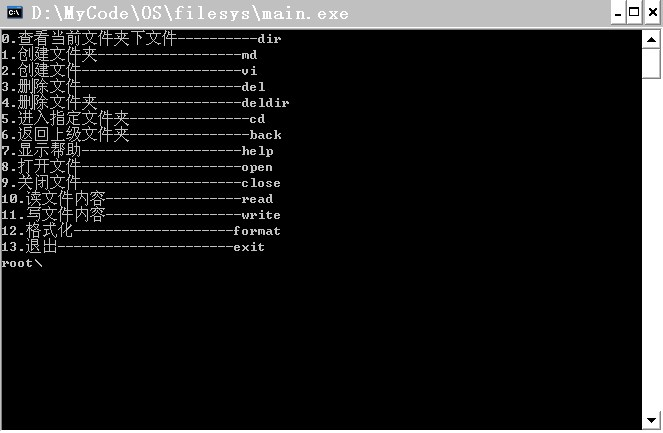 D:\MyCode\OS\filesys\main.exe
0.查看当前文件夹下文件----------dir
1.创建文件夹------------------md
2.创建文件--------------------vi
3.删除文件--------------------del
4.删除文件夹------------------deldir
5.进入指定文件夹---------------cd
6.返回上级文件夹---------------back
7.显示帮助--------------------help
8.打开文件--------------------open
9.关闭文件--------------------close
10.读文件内容-----------------read
11.写文件内容-----------------write
12.格式化--------------------format
13.退出----------------------exit
root\